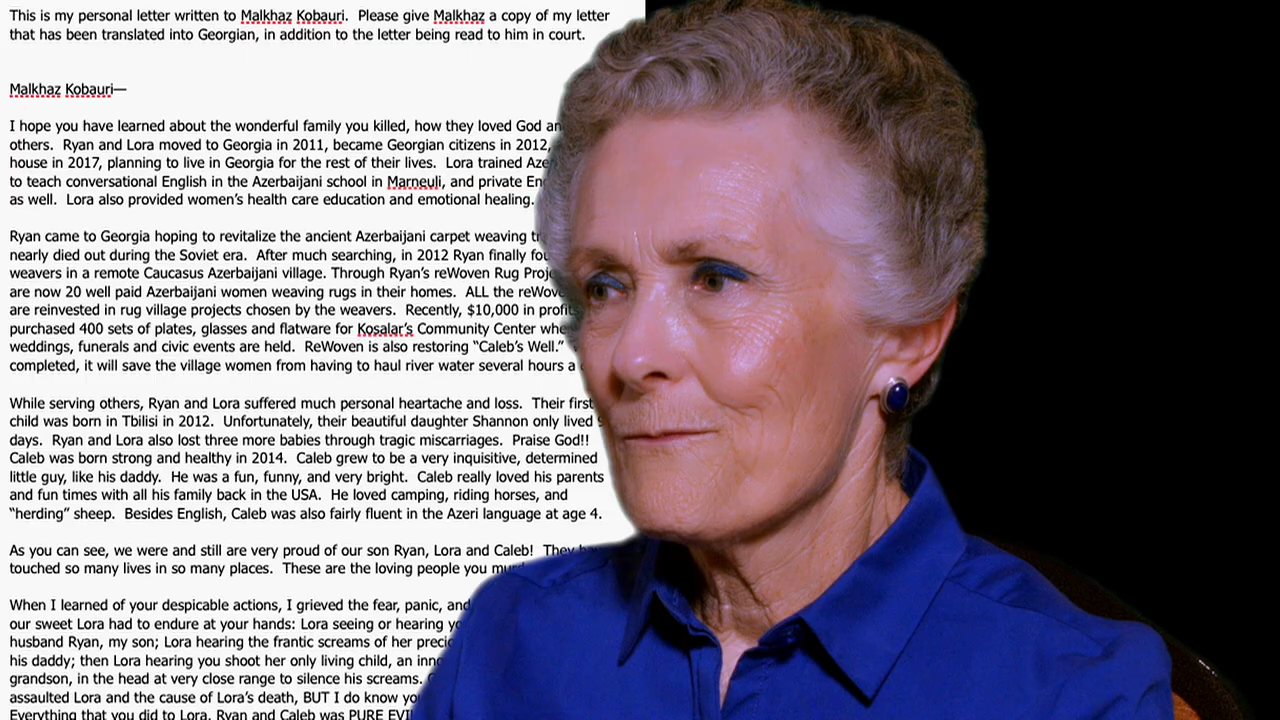 This is my personal letter written to Malkhaz Kobauri.  Please give Malkhaz a copy of my letter
that has been translated into Georgian, in addition to the letter being read to him in court.
Malkhaz Kobauri—
I hope you have learned about the wonderful family you killed, how they loved God
others.  Ryan and Lora moved to Georgia in 2011, became Georgian citizens in 2012,
house in 2017, planning to live in Georgia for the rest of their lives.  Lora trained
to teach conversational English in the Azerbaijani school in Marneuli, and private
as well.  Lora also provided women's health care education and emotional healing.
Ryan came to Georgia hoping to revitalize the ancient Azerbaijani carpet weaving
nearly died out during the Soviet era.  After much searching, in 2012 Ryan finally
weavers in a remote Caucasus Azerbaijani village. Through Ryan's reWoven Rug
are now 20 well paid Azerbaijani women weaving rugs in their homes.  ALL the
are reinvested in rug village projects chosen by the weavers.  Recently, $10,000 in profits
purchased 400 sets of plates, glasses and flatware for Kosalar's Community Center
weddings, funerals and civic events are held.  ReWoven is also restoring “Caleb's Well.”
completed, it will save the village women from having to haul river water several hours a
While serving others, Ryan and Lora suffered much personal heartache and loss.  Their first
child was born in Tbilisi in 2012.  Unfortunately, their beautiful daughter Shannon only lived
days.  Ryan and Lora also lost three more babies through tragic miscarriages.  Praise God!!
Caleb was born strong and healthy in 2014.  Caleb grew to be a very inquisitive, determined
little guy, like his daddy.  He was a fun, funny, and very bright.  Caleb really loved his parents
and fun times with all his family back in the USA.  He loved camping, riding horses, and
“herding” sheep.  Besides English, Caleb was also fairly fluent in the Azeri language at age 4.
As you can see, we were and still are very proud of our son Ryan, Lora and Caleb!  They
touched so many lives in so many places.  These are the loving people you
When I learned of your despicable actions, I grieved the fear, panic, and
our sweet Lora had to endure at your hands: Lora seeing or hearing
husband Ryan, my son; Lora hearing the frantic screams of her
his daddy; then Lora hearing you shoot her only living child, an
grandson, in the head at very close range to silence his screams.
assaulted Lora and the cause of Lora's death, BUT I do know
Everything that you did to Lora, Ryan and Caleb was PURE